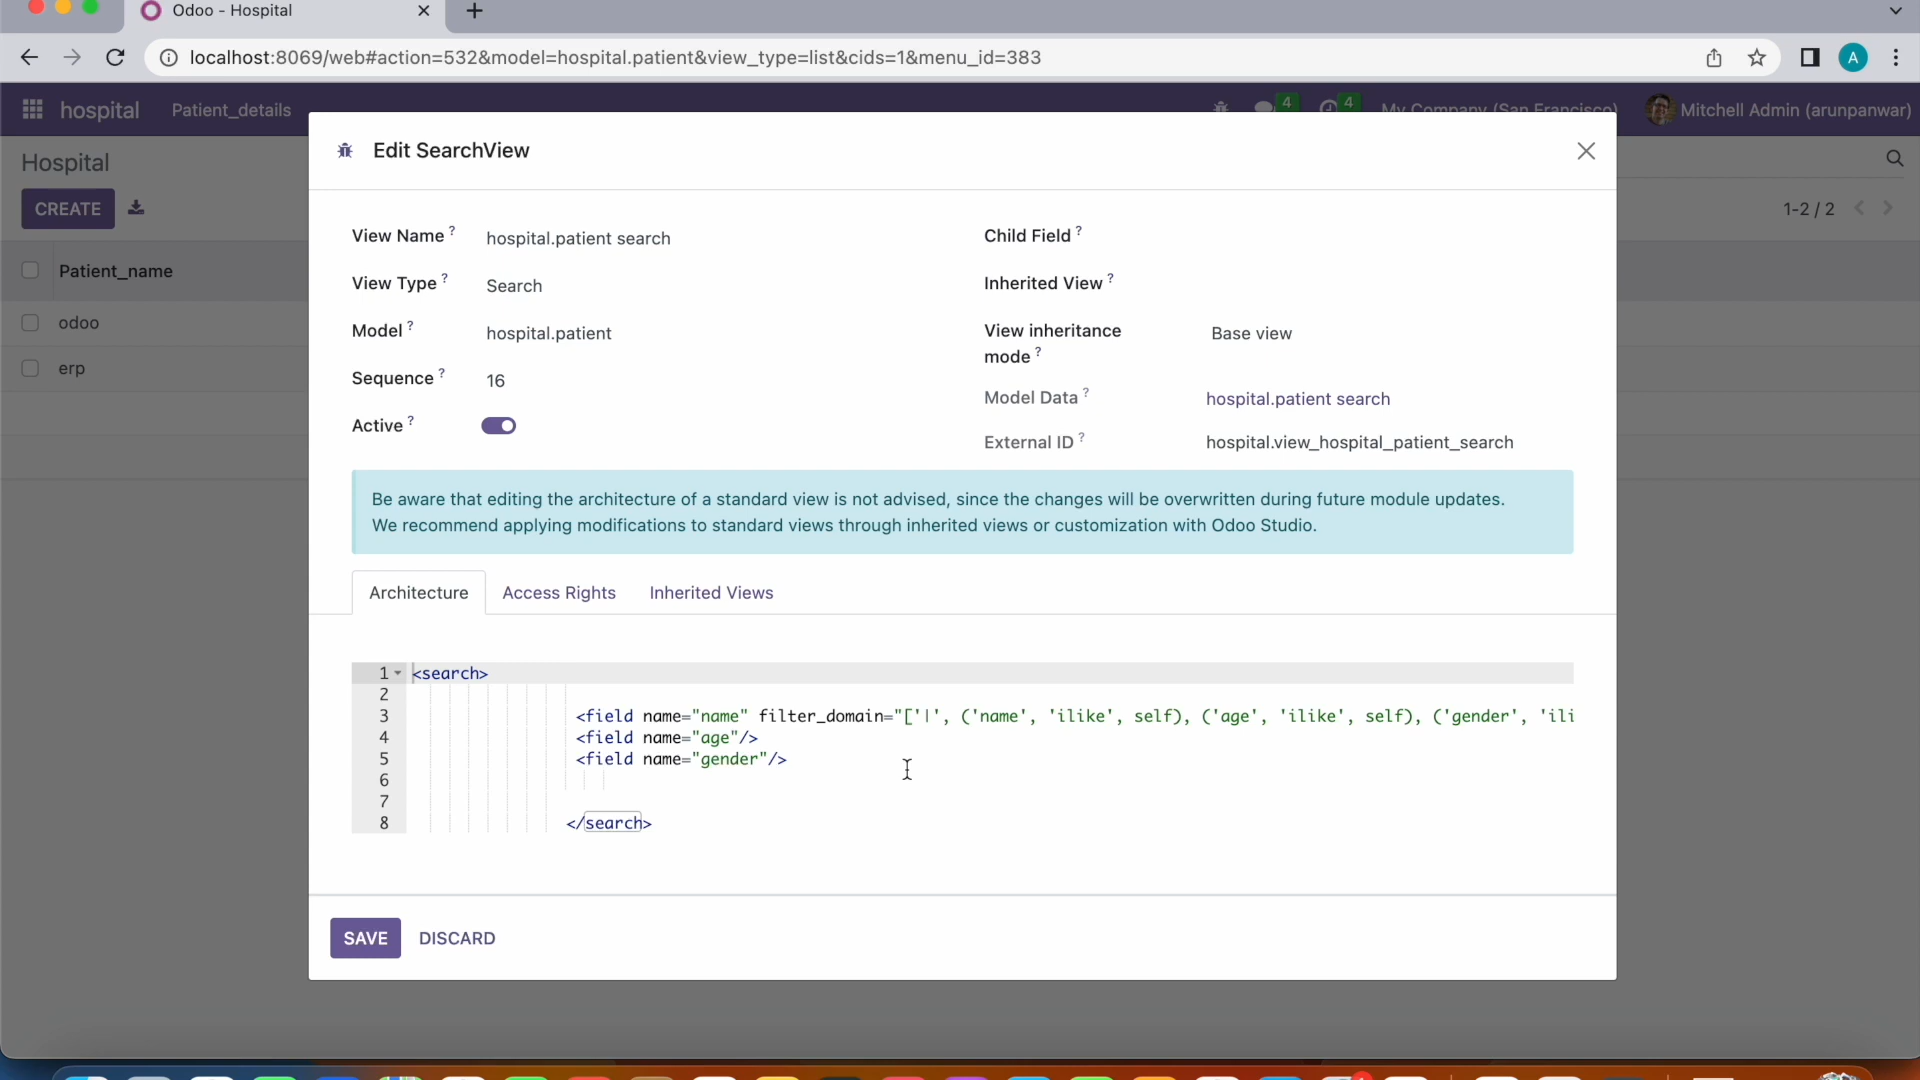 Odoo - Hospital
localhost:8069/web#action=532&model=hospital.patient&view_type=list&cids=1&menu_id=383
A
hospital
Patient_details
4
4
My Company (San Francisco)
Mitchell Admin (arunpanwar)
Hospital
CREATE
1-2 / 2
Patient_name
odoo
erp
Edit SearchView
View Name ?
hospital.patient search
View Type ?
Search
Model ?
hospital.patient
Sequence ?
16
Active ?
Child Field ?
Inherited View ?
View inheritance
mode ?
Base view
Model Data ?
hospital.patient search
External ID ?
hospital.view_hospital_patient_search
Be aware that editing the architecture of a standard view is not advised, since the changes will be overwritten during future module updates.
We recommend applying modifications to standard views through inherited views or customization with Odoo Studio.
Architecture
Access Rights
Inherited Views
1 <search>
2
3 <field name="name" filter_domain="['|', ('name', 'ilike', self), ('age', 'ilike', self), ('gender', 'ili
4 <field name="age"/>
5 <field name="gender"/>
6
7
8 </search>
SAVE
DISCARD